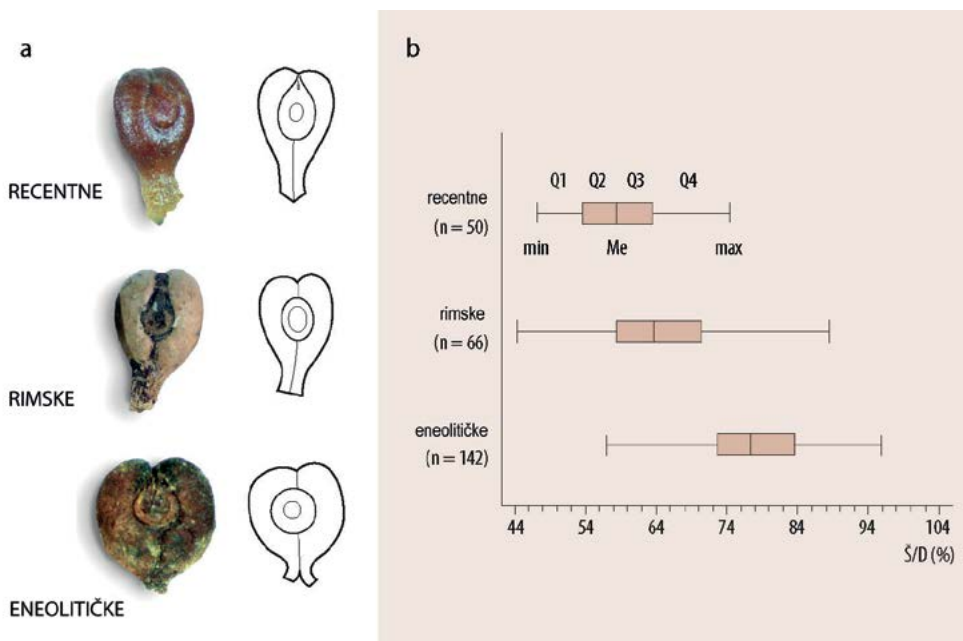 a
RECENTNE
RIMSKE
ENEOLITIČKE
b
Q1 Q2 Q3 Q4
recentne
(n = 50)
min Me max
rimske
(n = 66)
eneolitičke
(n = 142)
44 54 64 74 84 94 104
Š/D (%)